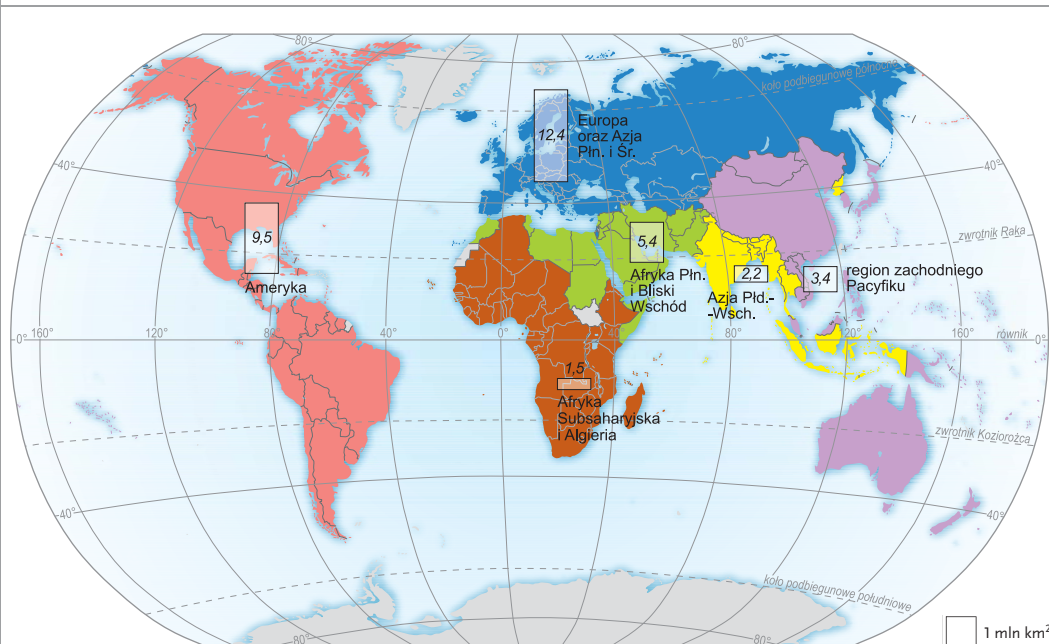 80°
80°
koło podbiegunowe północne
12,4
Europa
oraz Azja
Płn. i Śr.
40°
40°
9,5
Ameryka
5,4
Afryka Płn.
i Bliski
Wschód
2,2
Azja Płd.-
-Wsch.
3,4
region zachodniego
Pacyfiku
zwrotnik Raka
0°
160°
120°
80°
40°
0°
40°
80°
120°
160°
równik
0°
1,5
Afryka
Subsaharyjska
i Algieria
zwrotnik Koziorożca
40°
40°
koło podbiegunowe południowe
80°
80°
1 mln km²